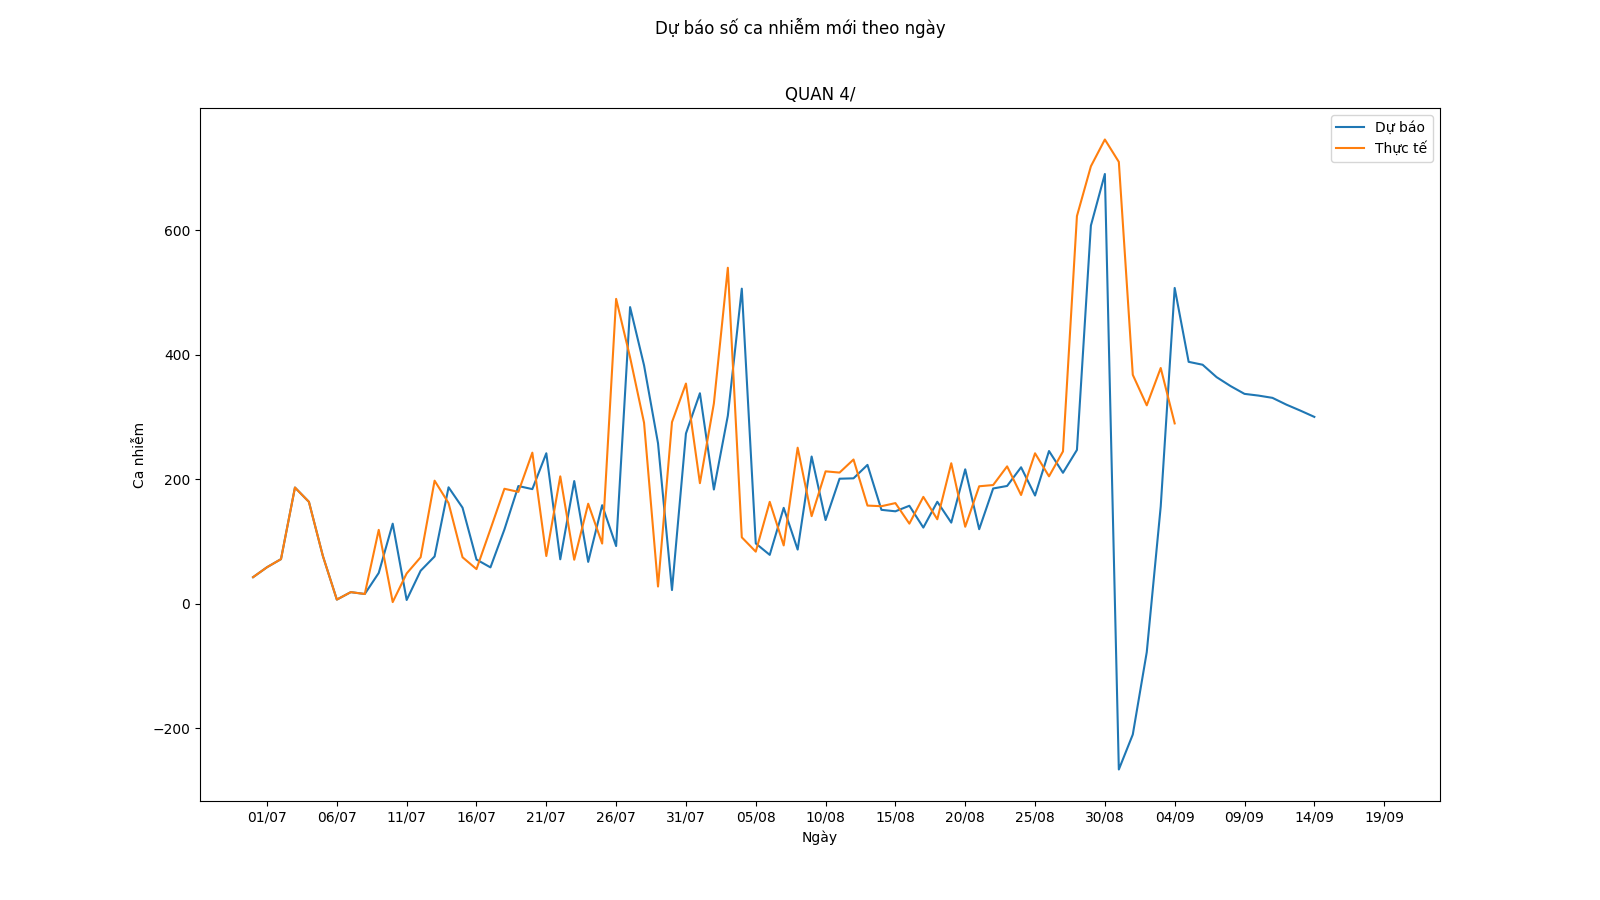 Dự báo số ca nhiễm mới theo ngày
QUAN 4/
Dự báo
Thực tế
600
400
200
0
−200
Ca nhiễm
01/07 06/07 11/07 16/07 21/07 26/07 31/07 05/08 10/08 15/08 20/08 25/08 30/08 04/09 09/09 14/09 19/09
Ngày